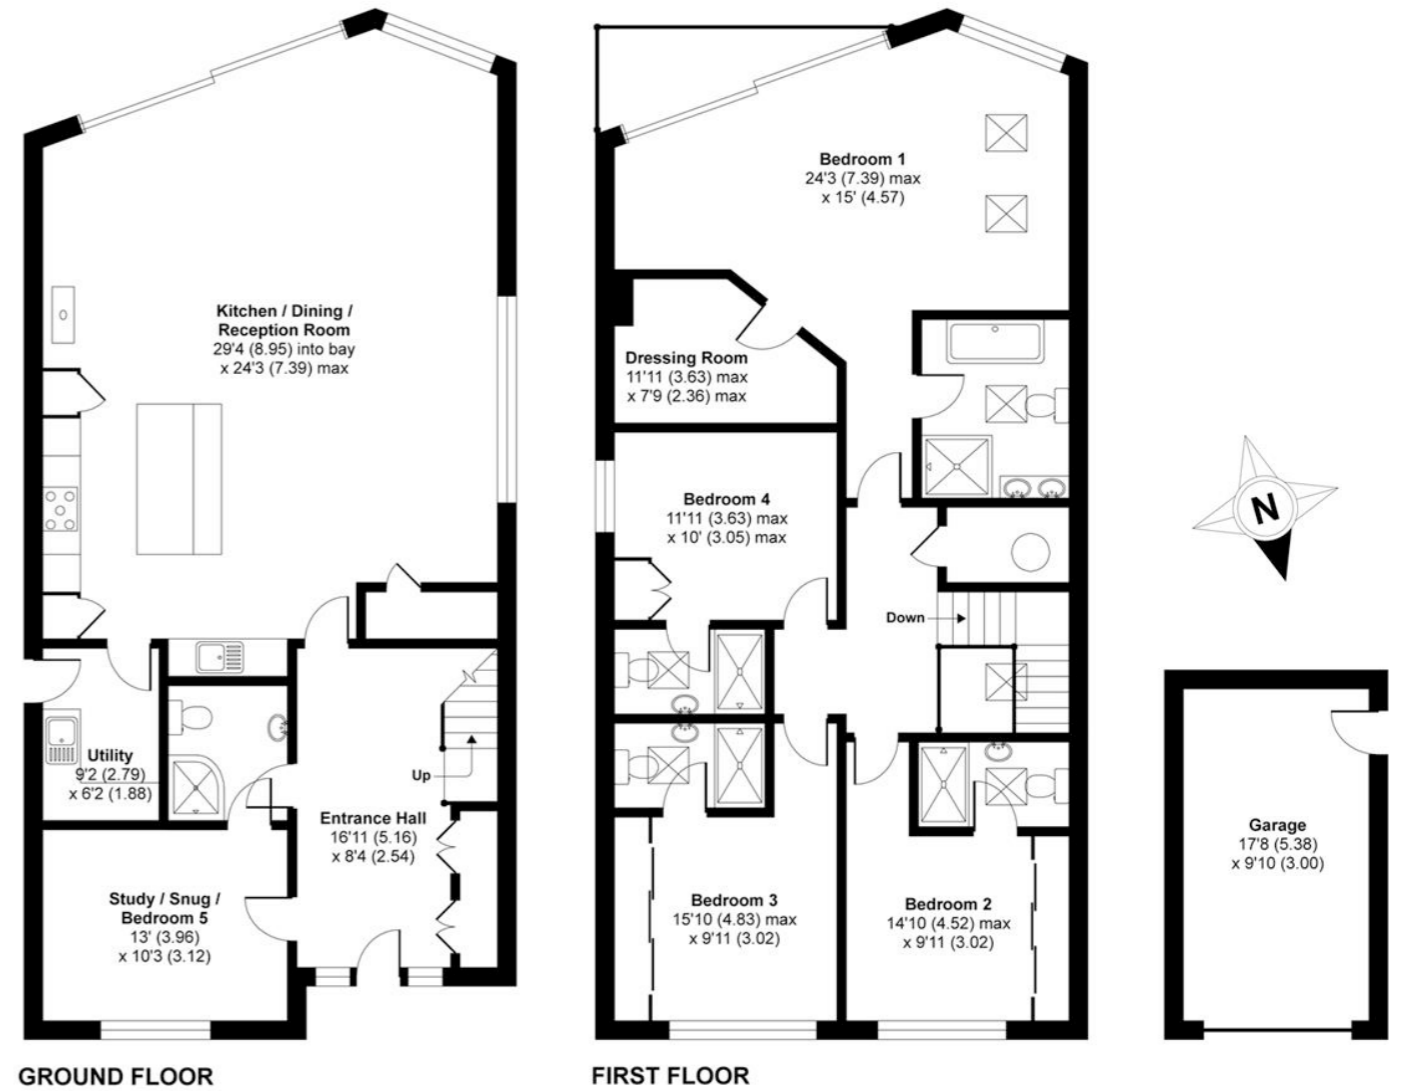 Kitchen / Dining /
Reception Room
29'4 (8.95) into bay
x 24'3 (7.39) max
Utility
9'2 (2.79)
x 6'2 (1.88)
Up
Entrance Hall
16'11 (5.16)
x 8'4 (2.54)
Study / Snug /
Bedroom 5
13' (3.96)
x 10'3 (3.12)
GROUND FLOOR
Bedroom 1
24'3 (7.39) max
x 15' (4.57)
Dressing Room
11'11 (3.63) max
x 7'9 (2.36) max
Bedroom 4
11'11 (3.63) max
x 10' (3.05) max
Down
Bedroom 3
15'10 (4.83) max
x 9'11 (3.02)
Bedroom 2
14'10 (4.52) max
x 9'11 (3.02)
FIRST FLOOR
N
Garage
17'8 (5.38)
x 9'10 (3.00)